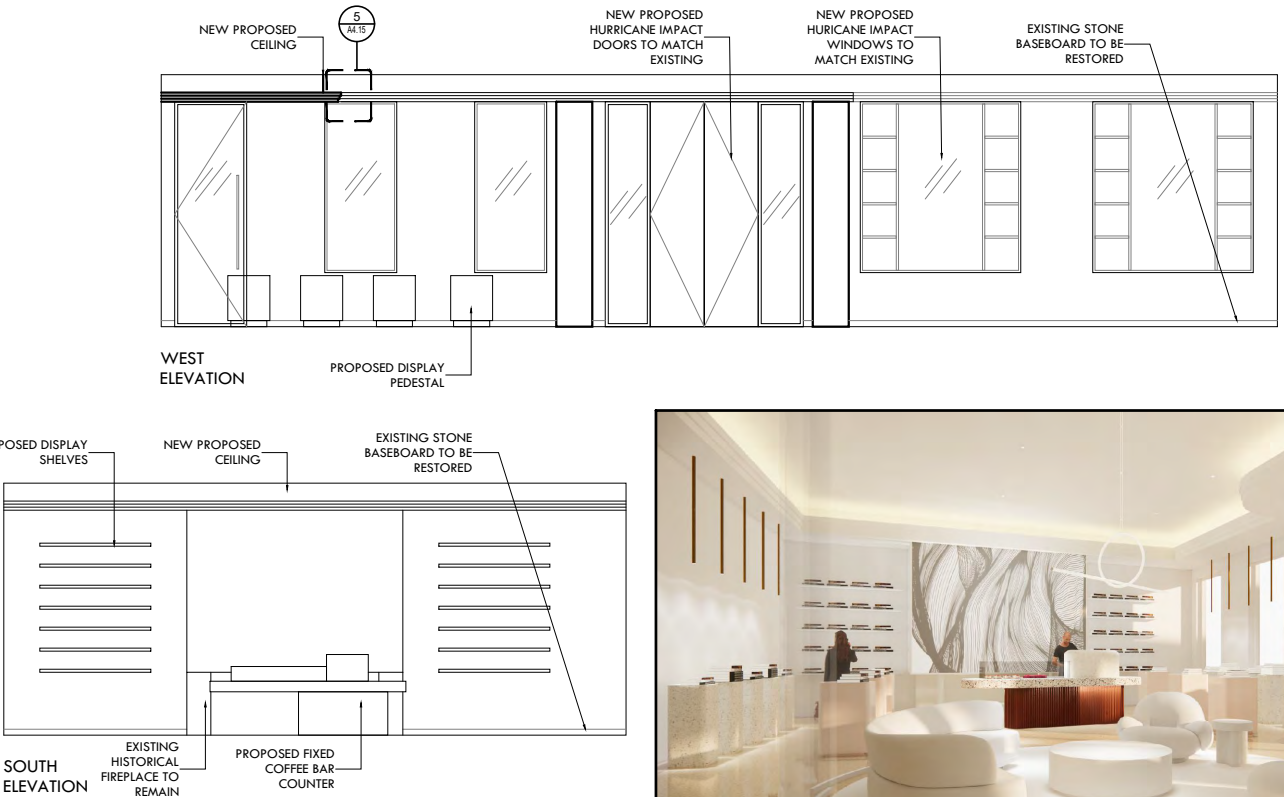 NEW PROPOSED
CEILING
5
A4.15
NEW PROPOSED
HURRICANE IMPACT
DOORS TO MATCH
EXISTING
NEW PROPOSED
HURICANE IMPACT
WINDOWS TO
MATCH EXISTING
EXISTING STONE
BASEBOARD TO BE
RESTORED
WEST
ELEVATION
PROPOSED DISPLAY
PEDESTAL
POSED DISPLAY
SHELVES
NEW PROPOSED
CEILING
EXISTING STONE
BASEBOARD TO BE
RESTORED
SOUTH
ELEVATION
EXISTING
HISTORICAL
FIREPLACE TO
REMAIN
PROPOSED FIXED
COFFEE BAR
COUNTER